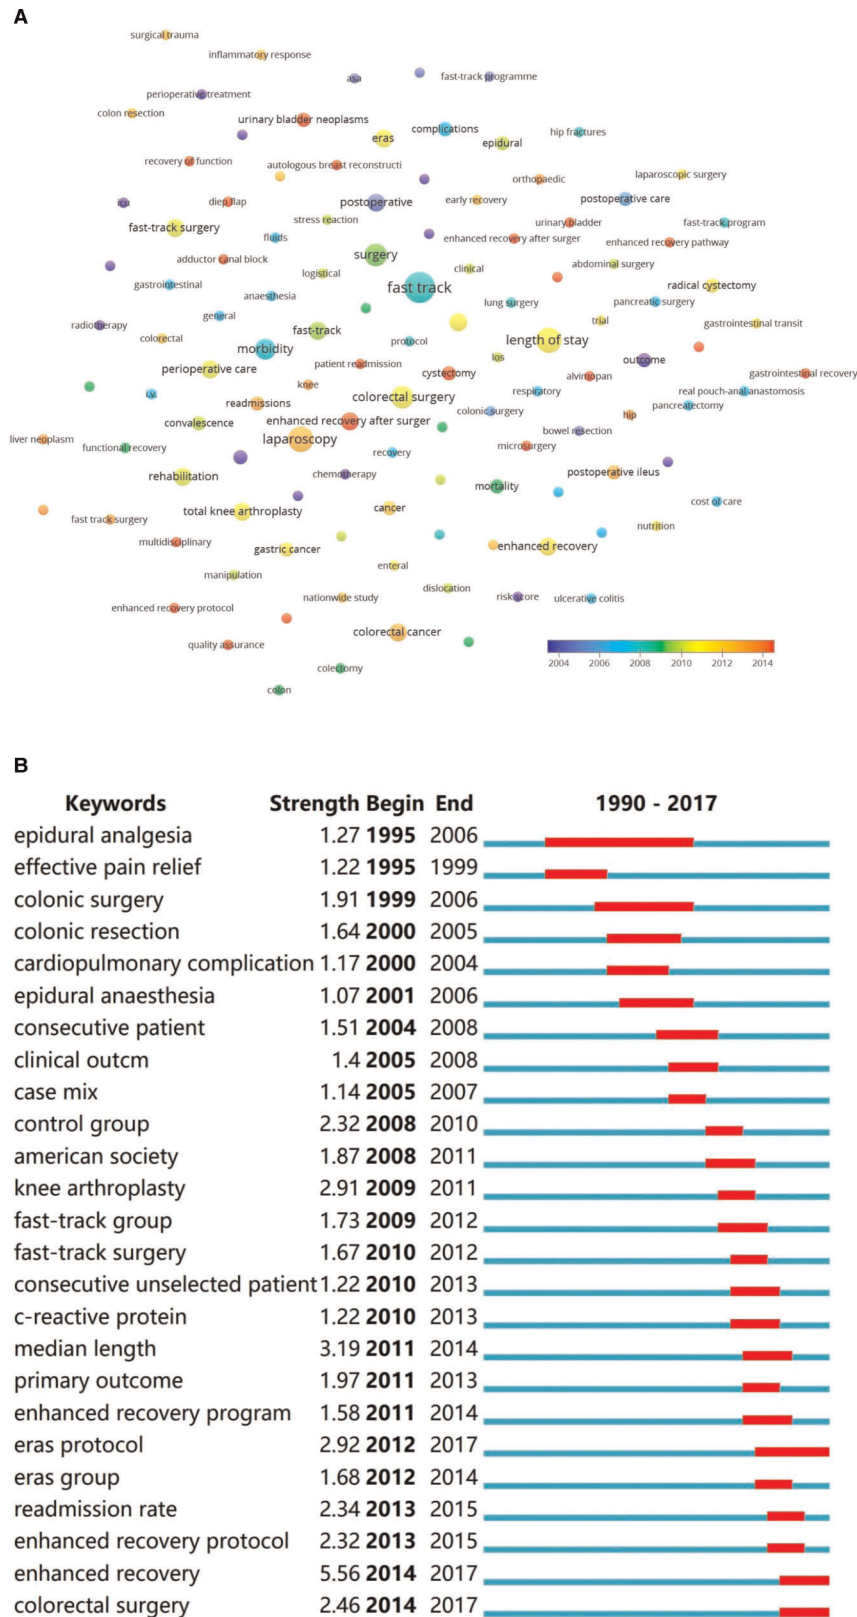 A
surgical trauma
inflammatory response
asa
fast-track programme
perioperative treatment
colon resection
urinary bladder neoplasms
eras
complications
epidural
hip fractures
recovery of function
autologous breast reconstructi
orthopaedic
laparoscopic surgery
icu
diep flap
postoperative
early recovery
postoperative care
stress reaction
fast-track surgery
fluids
urinary bladder
fast-track program
enhanced recovery after surger
enhanced recovery pathway
adductor canal block
surgery
logistical
clinical
abdominal surgery
gastrointestinal
fast track
radical cystectomy
anaesthesia
lung surgery
pancreatic surgery
general
radiotherapy
fast-track
trial
gastrointestinal transit
colorectal
protocol
length of stay
morbidity
los
outcome
perioperative care
patient readmission
cystectomy
alvimopan
gastrointestinal recovery
knee
i.v.
colorectal surgery
respiratory
real pouch-anal anastomosis
readmissions
pancreatectomy
colonic surgery
hip
convalescence
enhanced recovery after surger
bowel resection
liver neoplasm
functional recovery
laparoscopy
recovery
microsurgery
rehabilitation
chemotherapy
postoperative ileus
mortality
cost of care
total knee arthroplasty
cancer
fast track surgery
nutrition
multidisciplinary
gastric cancer
enhanced recovery
enteral
manipulation
dislocation
nationwide study
risk score
ulcerative colitis
enhanced recovery protocol
colorectal cancer
quality assurance
colectomy
colon
2004 2006 2008 2010 2012 2014
B
Keywords Strength Begin End 1990 - 2017
epidural analgesia 1.27 1995 2006
effective pain relief 1.22 1995 1999
colonic surgery 1.91 1999 2006
colonic resection 1.64 2000 2005
cardiopulmonary complication 1.17 2000 2004
epidural anaesthesia 1.07 2001 2006
consecutive patient 1.51 2004 2008
clinical outcm 1.4 2005 2008
case mix 1.14 2005 2007
control group 2.32 2008 2010
american society 1.87 2008 2011
knee arthroplasty 2.91 2009 2011
fast-track group 1.73 2009 2012
fast-track surgery 1.67 2010 2012
consecutive unselected patient 1.22 2010 2013
c-reactive protein 1.22 2010 2013
median length 3.19 2011 2014
primary outcome 1.97 2011 2013
enhanced recovery program 1.58 2011 2014
eras protocol 2.92 2012 2017
eras group 1.68 2012 2014
readmission rate 2.34 2013 2015
enhanced recovery protocol 2.32 2013 2015
enhanced recovery 5.56 2014 2017
colorectal surgery 2.46 2014 2017